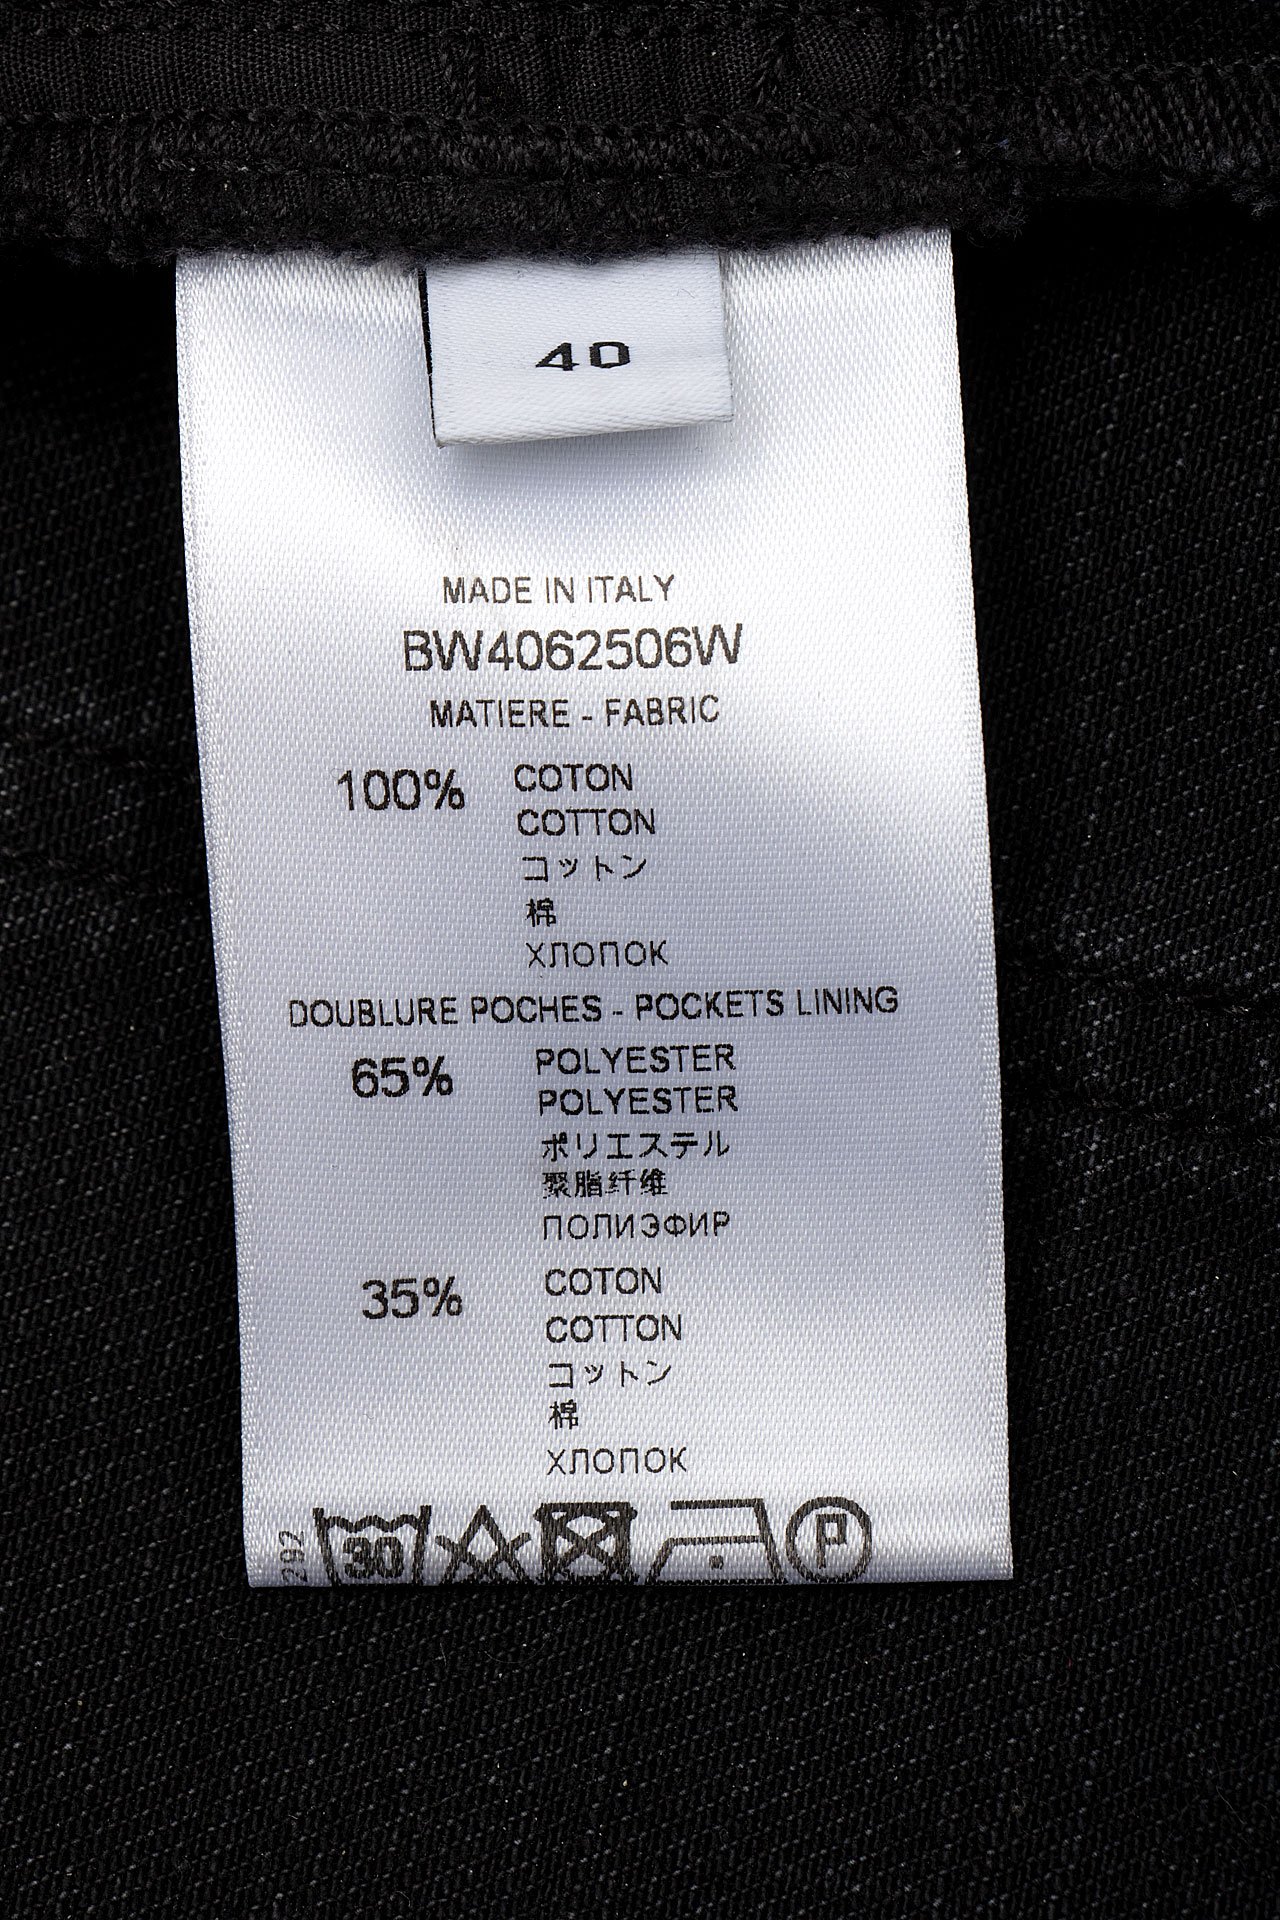 40
MADE IN ITALY
BW4062506W
MATIERE - FABRIC
100% COTON
COTTON
コットン
棉
ХЛОПОК
DOUBLURE POCHES - POCKETS LINING
65% POLYESTER
POLYESTER
ポリエステル
聚脂纤维
ПОЛИЭФИР
35% COTON
COTTON
コットン
棉
ХЛОПОК
292 30 P